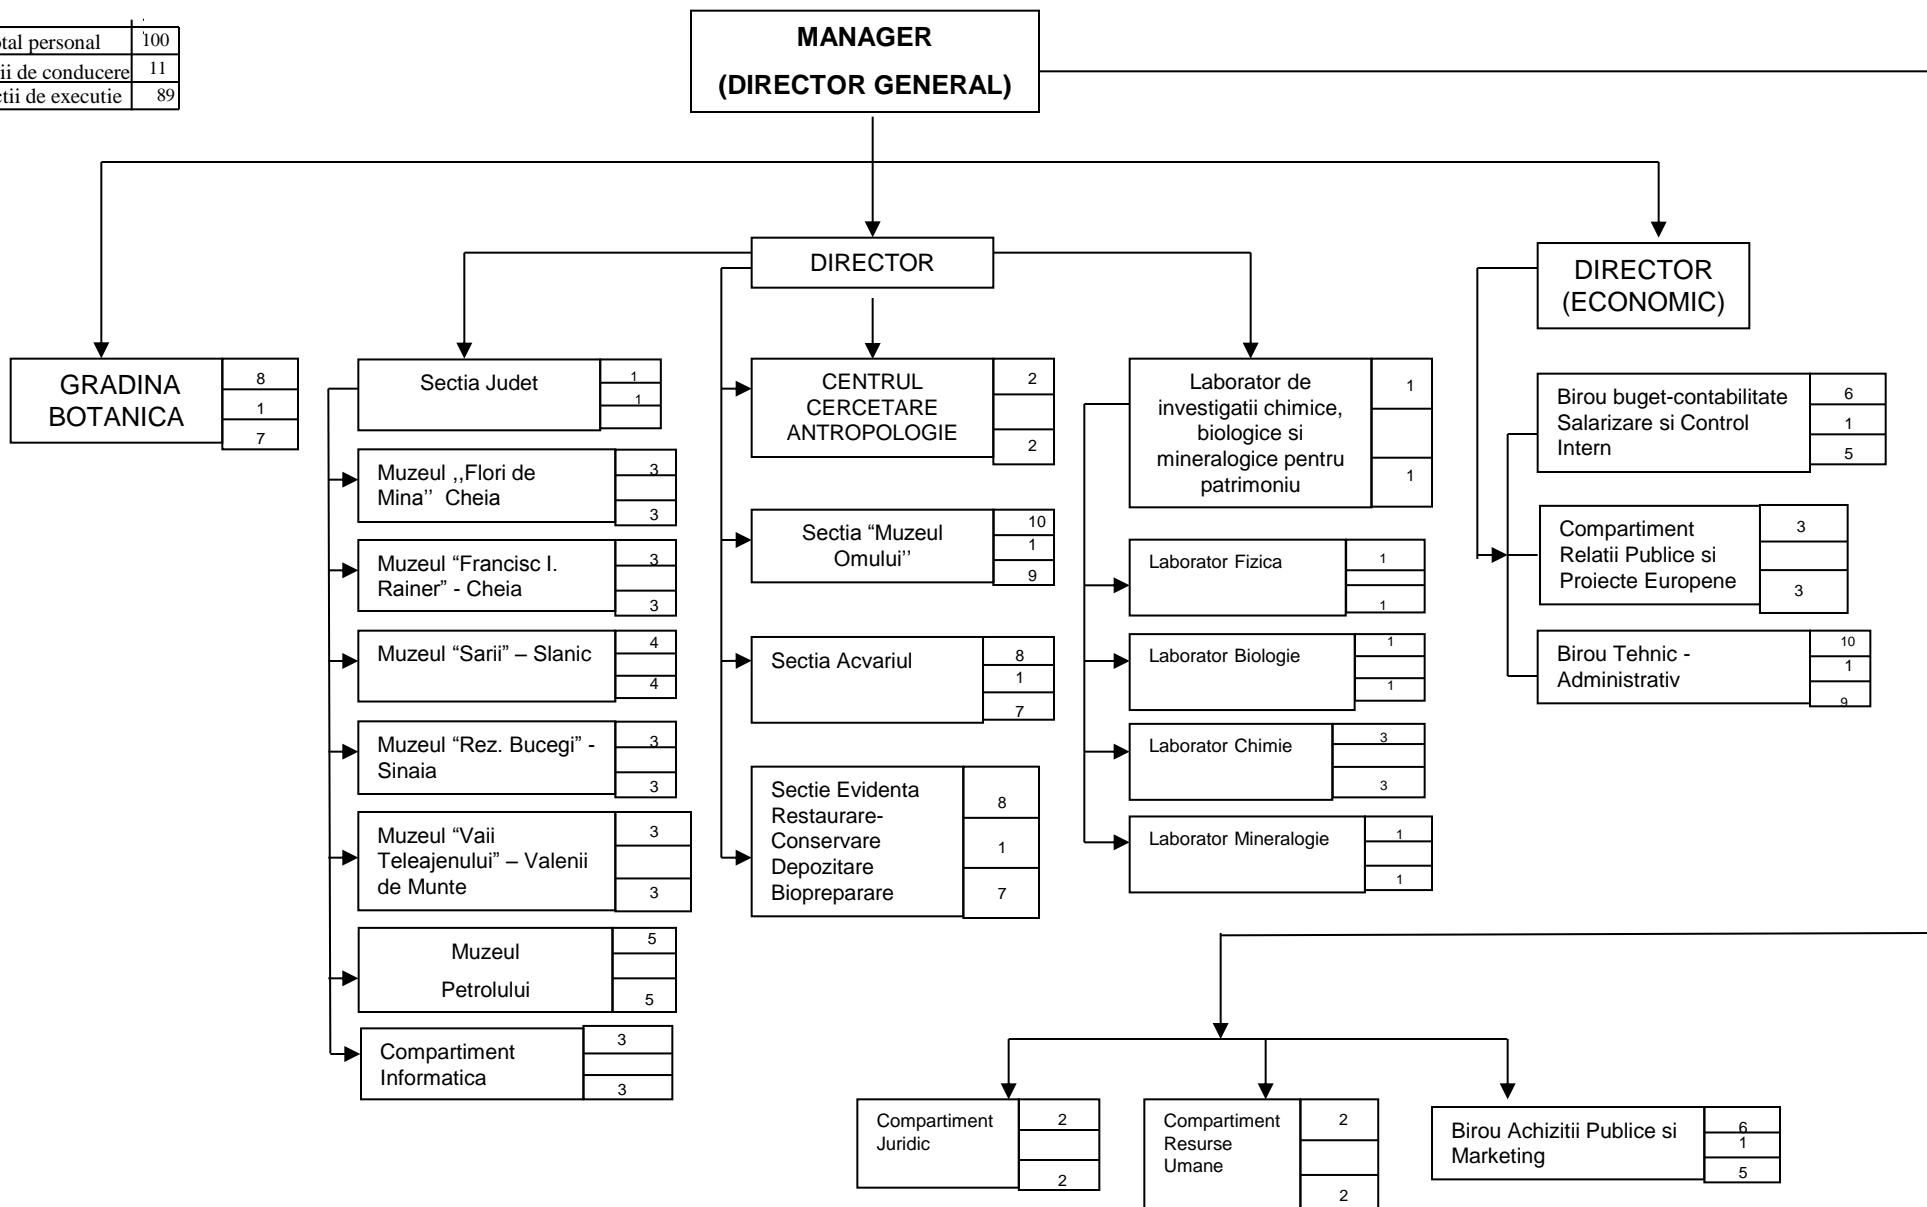 otal personal 100
ii de conducere 11
ctii de executie 89
MANAGER
(DIRECTOR GENERAL)
DIRECTOR
DIRECTOR
(ECONOMIC)
GRADINA
BOTANICA
8
1
7
Sectia Judet
1
1
Muzeul ,,Flori de
Mina’’ Cheia
3
3
Muzeul “Francisc I.
Rainer” - Cheia
3
3
Muzeul “Sarii” – Slanic
4
4
Muzeul “Rez. Bucegi” -
Sinaia
3
3
Muzeul “Vaii
Teleajenului” – Valenii
de Munte
3
3
Muzeul
Petrolului
5
5
Compartiment
Informatica
3
3
CENTRUL
CERCETARE
ANTROPOLOGIE
2
2
Sectia “Muzeul
Omului’’
10
1
9
Sectia Acvariul
8
1
7
Sectie Evidenta
Restaurare-
Conservare
Depozitare
Biopreparare
8
1
7
Laborator de
investigatii chimice,
biologice si
mineralogice pentru
patrimoniu
1
1
Laborator Fizica
1
1
Laborator Biologie
1
1
Laborator Chimie
3
3
Laborator Mineralogie
1
1
Birou buget-contabilitate
Salarizare si Control
Intern
6
1
5
Compartiment
Relatii Publice si
Proiecte Europene
3
3
Birou Tehnic -
Administrativ
10
1
9
Compartiment
Juridic
2
2
Compartiment
Resurse
Umane
2
2
Birou Achizitii Publice si
Marketing
6
1
5